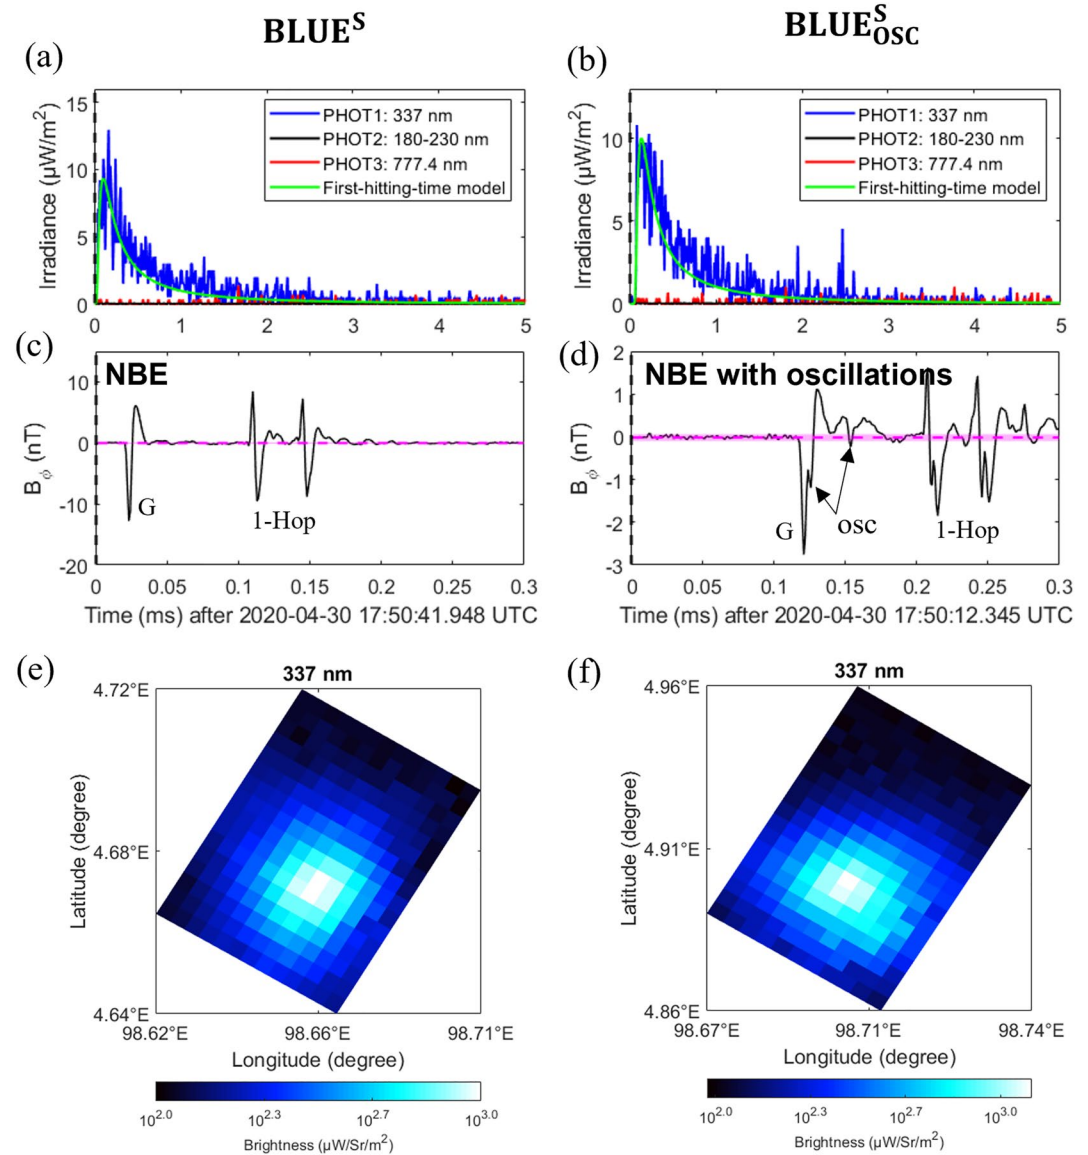 BLUE^S
BLUE^S_OSC
(a)
(b)
Irradiance (µW/m²)
15
10
5
0
PHOT1: 337 nm
PHOT2: 180-230 nm
PHOT3: 777.4 nm
First-hitting-time model
0 1 2 3 4 5
Irradiance (µW/m²)
10
5
0
PHOT1: 337 nm
PHOT2: 180-230 nm
PHOT3: 777.4 nm
First-hitting-time model
0 1 2 3 4 5
(c)
(d)
B_ϕ (nT)
10
0
-10
-20
NBE
G
1-Hop
0 0.05 0.1 0.15 0.2 0.25 0.3
Time (ms) after 2020-04-30 17:50:41.948 UTC
B_ϕ (nT)
2
1
0
-1
-2
-3
NBE with oscillations
G
osc
1-Hop
0 0.05 0.1 0.15 0.2 0.25 0.3
Time (ms) after 2020-04-30 17:50:12.345 UTC
(e)
(f)
337 nm
Latitude (degree)
4.72°E
4.68°E
4.64°E
98.62°E 98.66°E 98.71°E
Longitude (degree)
10^2.0 10^2.3 10^2.7 10^3.0
Brightness (µW/Sr/m²)
337 nm
Latitude (degree)
4.96°E
4.91°E
4.86°E
98.67°E 98.71°E 98.74°E
Longitude (degree)
10^2.0 10^2.3 10^2.7 10^3.0
Brightness (µW/Sr/m²)